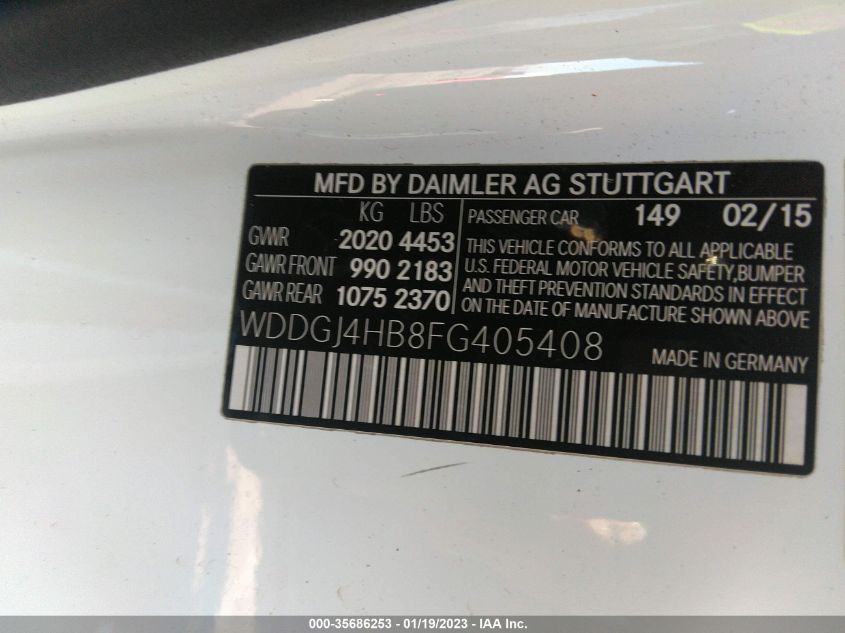 MFD BY DAIMLER AG STUTTGART
KG LBS
GVWR 2020 4453
GAWR FRONT 990 2183
GAWR REAR 1075 2370
PASSENGER CAR 149 02/15
THIS VEHICLE CONFORMS TO ALL APPLICABLE
U.S. FEDERAL MOTOR VEHICLE SAFETY,BUMPER
AND THEFT PREVENTION STANDARDS IN EFFECT
ON THE DATE OF MANUFACTURE SHOWN ABOVE
WDDGJ4HB8FG405408
MADE IN GERMANY
000-35686253 - 01/19/2023 - IAA Inc.